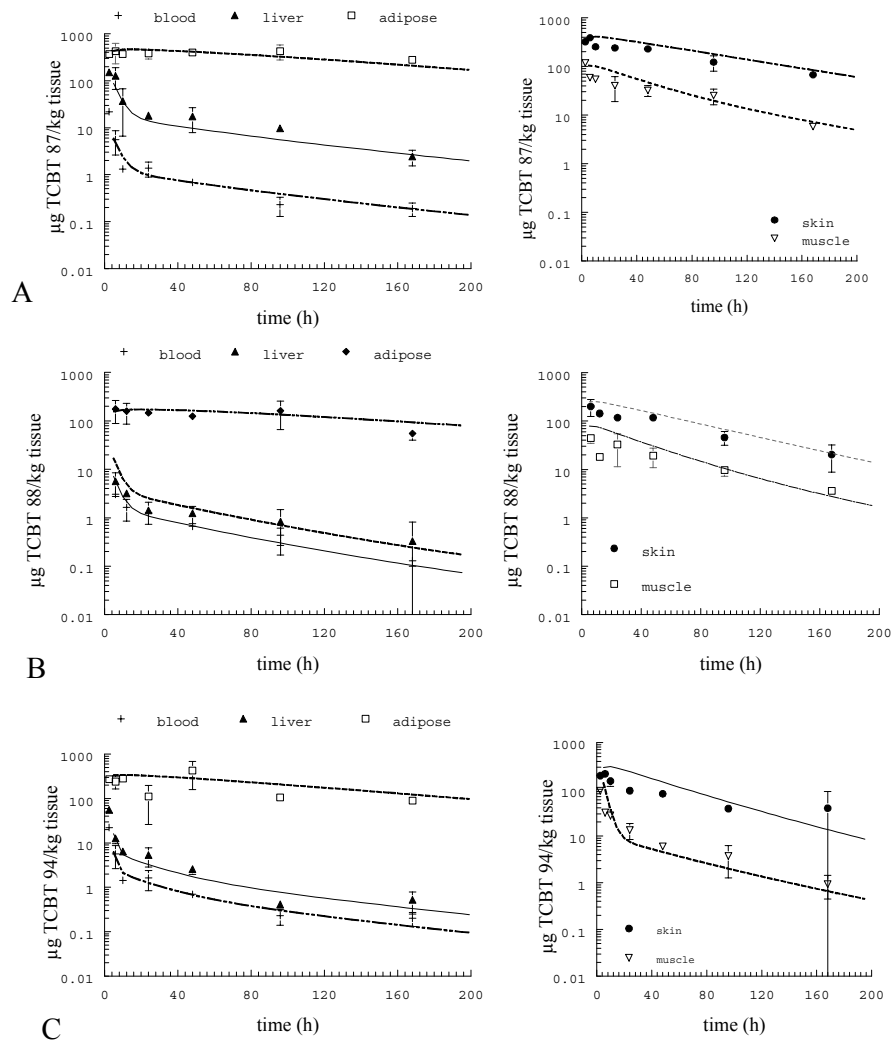 1000
100
10
1
0.1
0.01
µg TCBT 87/kg tissue
0 40 80 120 160 200
time (h)
blood liver adipose
A
1000
100
10
1
0.1
0.01
µg TCBT 87/kg tissue
skin
muscle
0 40 80 120 160 200
time (h)
blood liver adipose
1000
100
10
1
0.1
0.01
µg TCBT 88/kg tissue
0 40 80 120 160 200
time (h)
B
1000
100
10
1
0.1
0.01
µg TCBT 88/kg tissue
skin
muscle
0 40 80 120 160 200
time (h)
blood liver adipose
1000
100
10
1
0.1
0.01
µg TCBT 94/kg tissue
0 40 80 120 160 200
time (h)
C
1000
100
10
1
0.1
0.01
µg TCBT 94/kg tissue
skin
muscle
0 40 80 120 160 200
time (h)